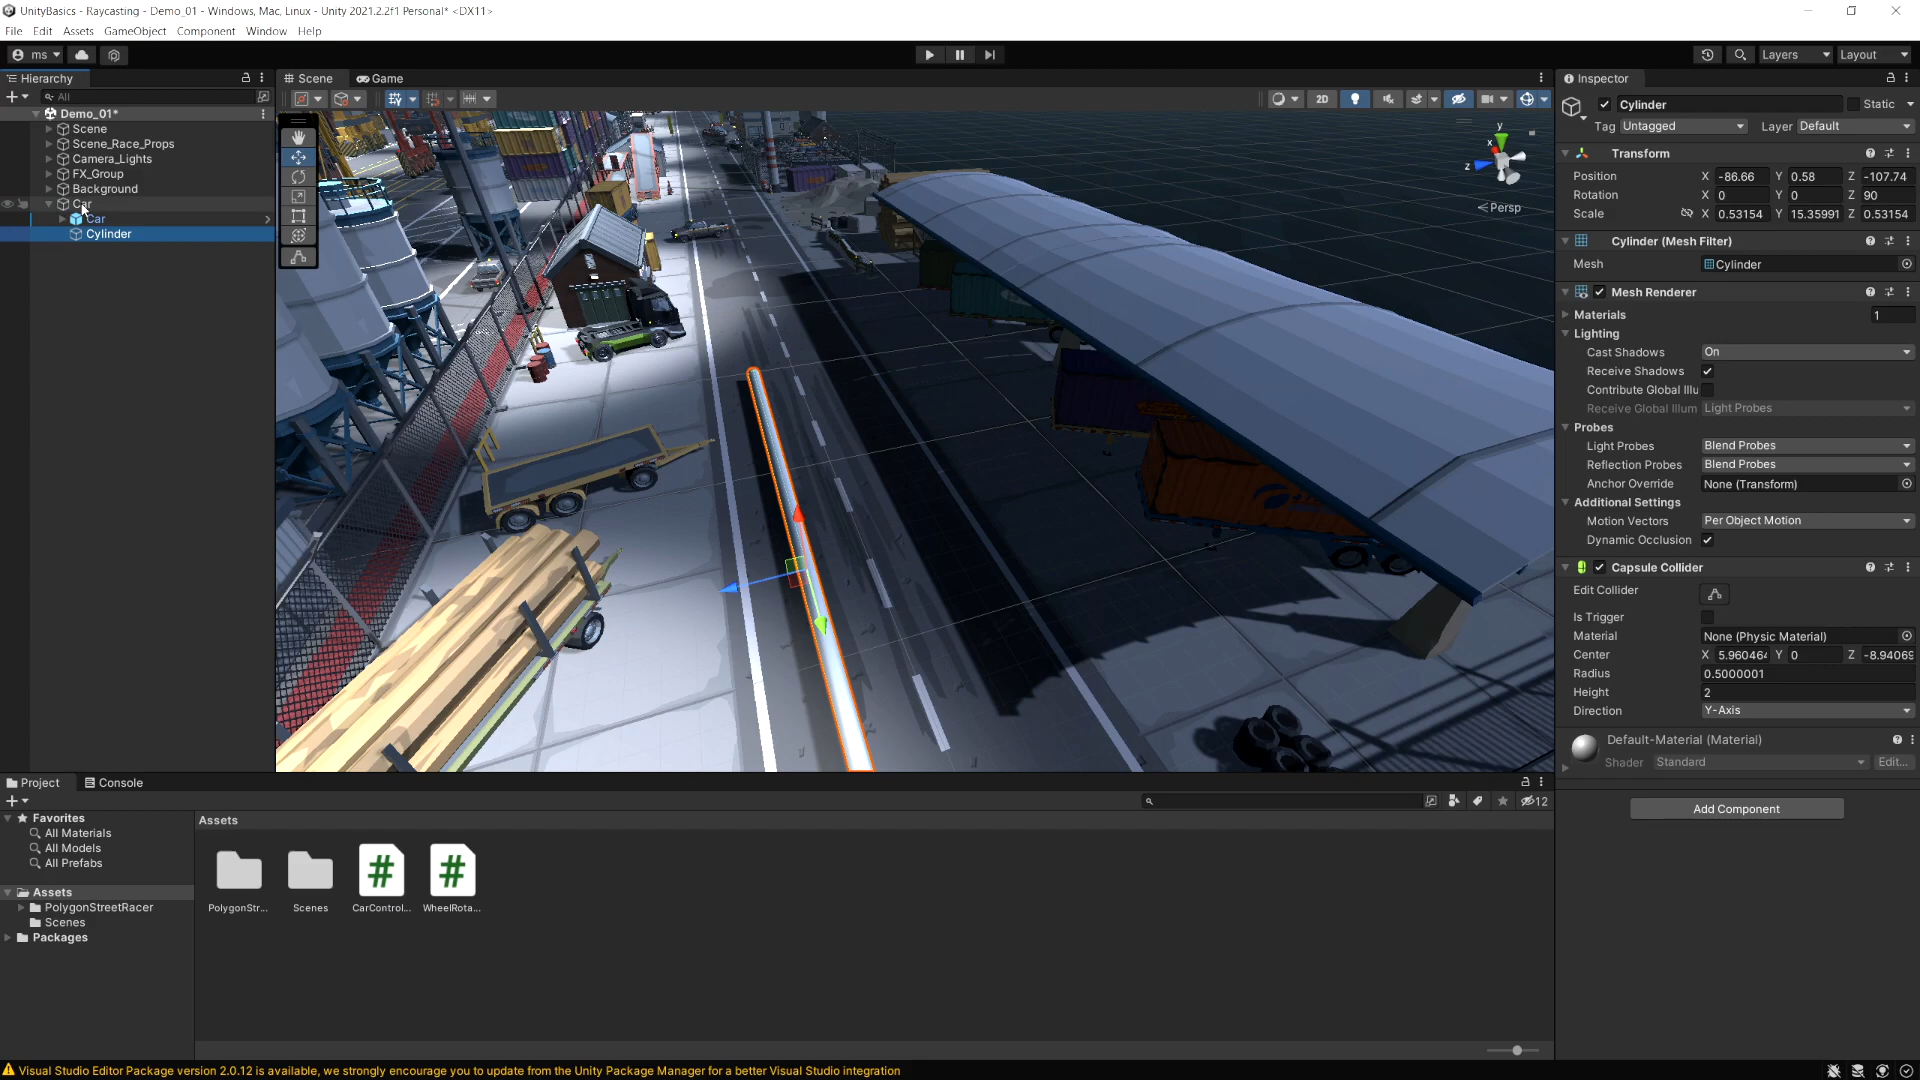 UnityBasics - Raycasting - Demo_01 - Windows, Mac, Linux - Unity 2021.2.2f1 Personal* <DX11>
File Edit Assets GameObject Component Window Help
ms Layers Layout
Hierarchy
All
Demo_01*
Scene
Scene_Race_Props
Camera_Lights
FX_Group
Background
Car
Car
Cylinder
Scene Game
2D
y
x
z
Persp
Inspector
Cylinder Static
Tag Untagged Layer Default
Transform
Position X -86.66 Y 0.58 Z -107.74
Rotation X 0 Y 0 Z 90
Scale X 0.53154 Y 15.35991 Z 0.53154
Cylinder (Mesh Filter)
Mesh Cylinder
Mesh Renderer
Materials 1
Lighting
Cast Shadows On
Receive Shadows
Contribute Global Illu
Receive Global Illum Light Probes
Probes
Light Probes Blend Probes
Reflection Probes Blend Probes
Anchor Override None (Transform)
Additional Settings
Motion Vectors Per Object Motion
Dynamic Occlusion
Capsule Collider
Edit Collider
Is Trigger
Material None (Physic Material)
Center X 5.96046 Y 0 Z -8.94069
Radius 0.5000001
Height 2
Direction Y-Axis
Default-Material (Material)
Shader Standard Edit...
Add Component
Project Console
12
Favorites
All Materials
All Models
All Prefabs
Assets
PolygonStreetRacer
Scenes
Packages
Assets
PolygonStr... Scenes CarControl... WheelRota...
Visual Studio Editor Package version 2.0.12 is available, we strongly encourage you to update from the Unity Package Manager for a better Visual Studio integration